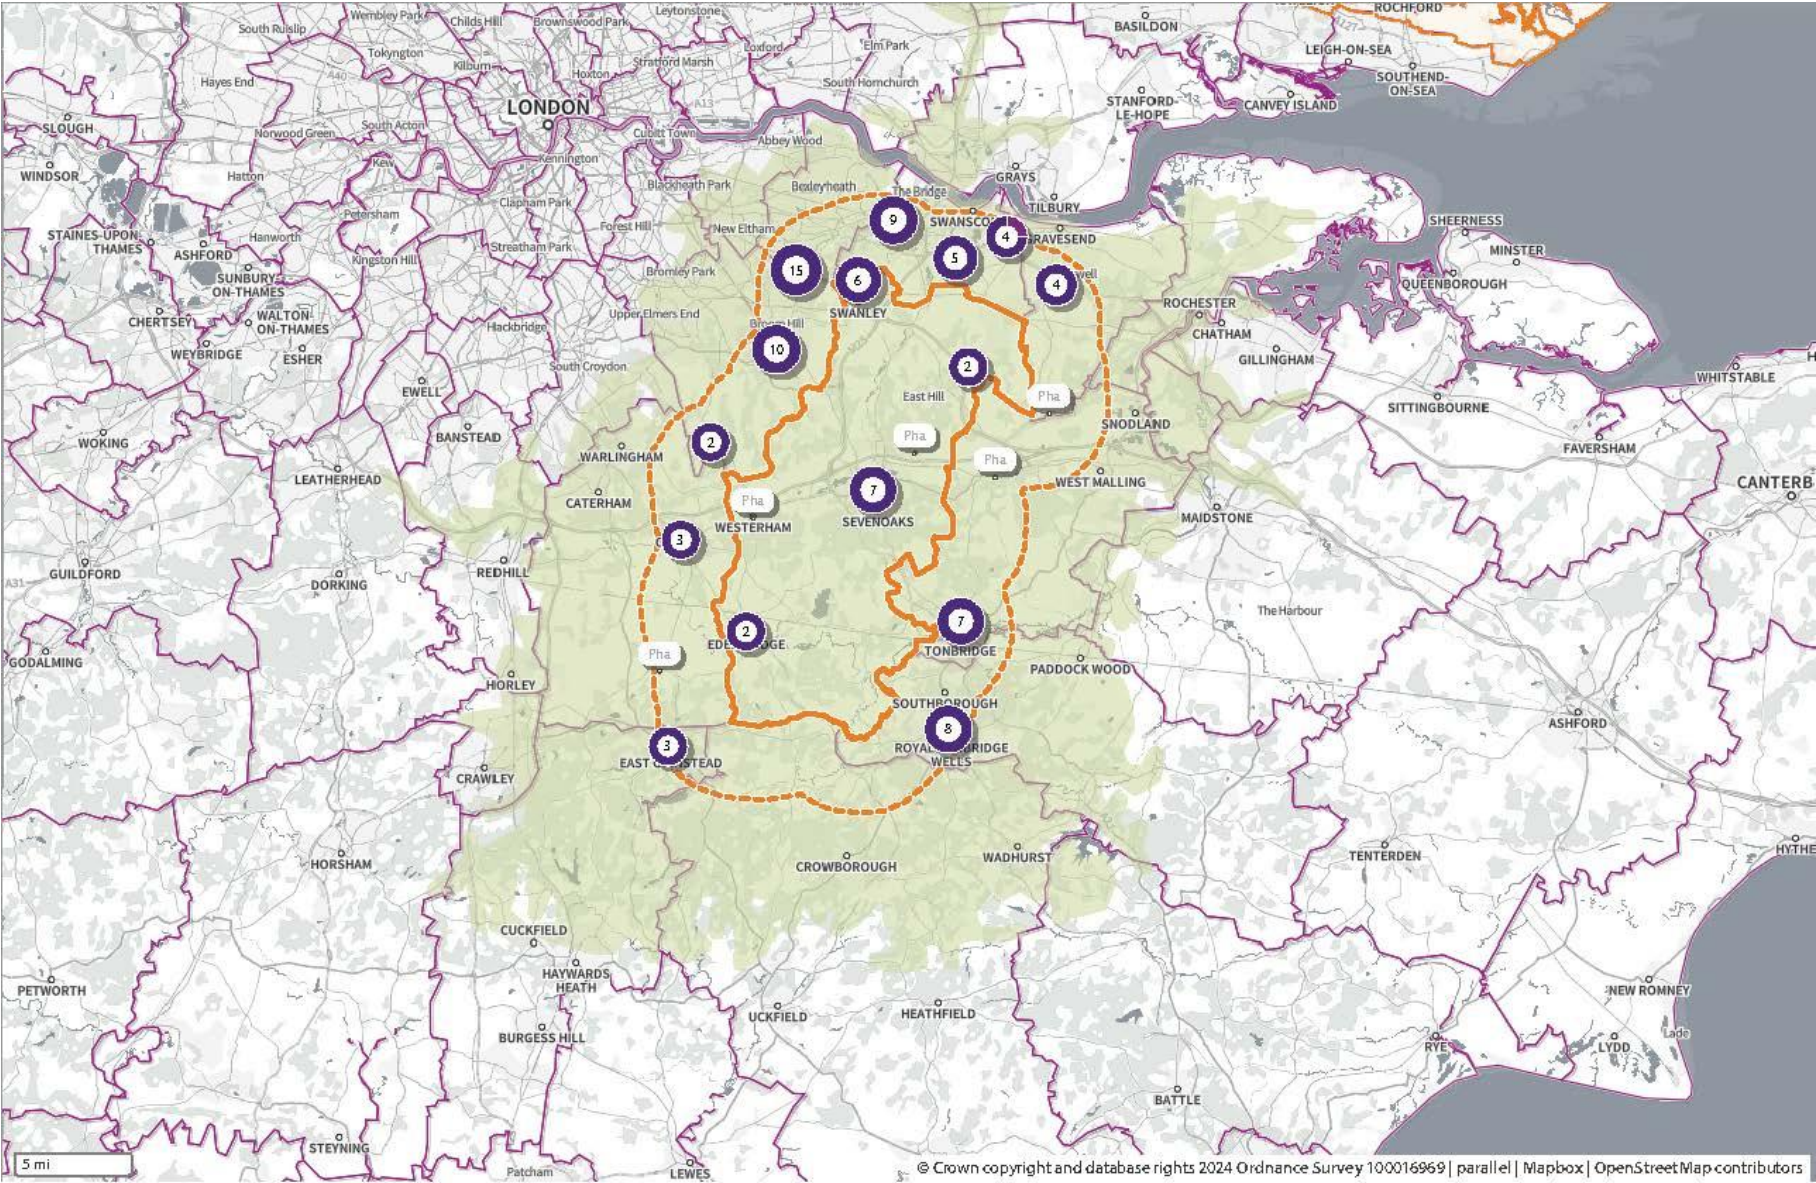 Wembley Park
Childs Hill
Brownswood Park
Leytonstone
ROCHFORD
South Ruislip
Tokyngton
Loxford
Elm Park
BASILDON
A127
LEIGH-ON-SEA
Kilburn
Stratford Marsh
Hayes End
A40
Hoxton
South Hornchurch
SOUTHEND-
ON-SEA
LONDON
A13
STANFORD-
LE-HOPE
CANVEY ISLAND
SLOUGH
Norwood Green
South Acton
Cubitt Town
Abbey Wood
WINDSOR
Hatton
Kew
Kennington
GRAYS
Blackheath Park
Bexleyheath
The Bridge
Clapham Park
TILBURY
Petersham
SHEERNESS
STAINES-UPON-
THAMES
Hanworth
Forest Hill
New Eltham
9
4
MINSTER
ASHFORD
Kingston Hill
Streatham Park
5
SUNBURY-
ON-THAMES
Bromley Park
15
6
4
QUEENBOROUGH
CHERTSEY
WALTON-
ON-THAMES
Upper Elmers End
SWANLEY
ROCHESTER
Hackbridge
CHATHAM
WEYBRIDGE
ESHER
10
GILLINGHAM
South Croydon
2
WHITSTABLE
EWELL
East Hill
Pha
SITTINGBOURNE
WOKING
BANSTEAD
Pha
SNODLAND
2
WARLINGHAM
Pha
FAVERSHAM
LEATHERHEAD
7
WEST MALLING
CANTERB
CATERHAM
Pha
WESTERHAM
SEVENOAKS
MAIDSTONE
3
GUILDFORD
A31
DORKING
REDHILL
The Harbour
2
7
Pha
TONBRIDGE
GODALMING
HORLEY
PADDOCK WOOD
SOUTHBOROUGH
8
ASHFORD
3
WELLS
CRAWLEY
HORSHAM
CROWBOROUGH
WADHURST
TENTERDEN
HYTHE
CUCKFIELD
HAYWARDS
HEATH
PETWORTH
NEW ROMNEY
UCKFIELD
HEATHFIELD
BURGESS HILL
Lade
RYE
LYDD
BATTLE
STEYNING
5 mi
Patcham
LEWES
© Crown copyright and database rights 2024 Ordnance Survey 100016969 | parallel | Mapbox | OpenStreetMap contributors